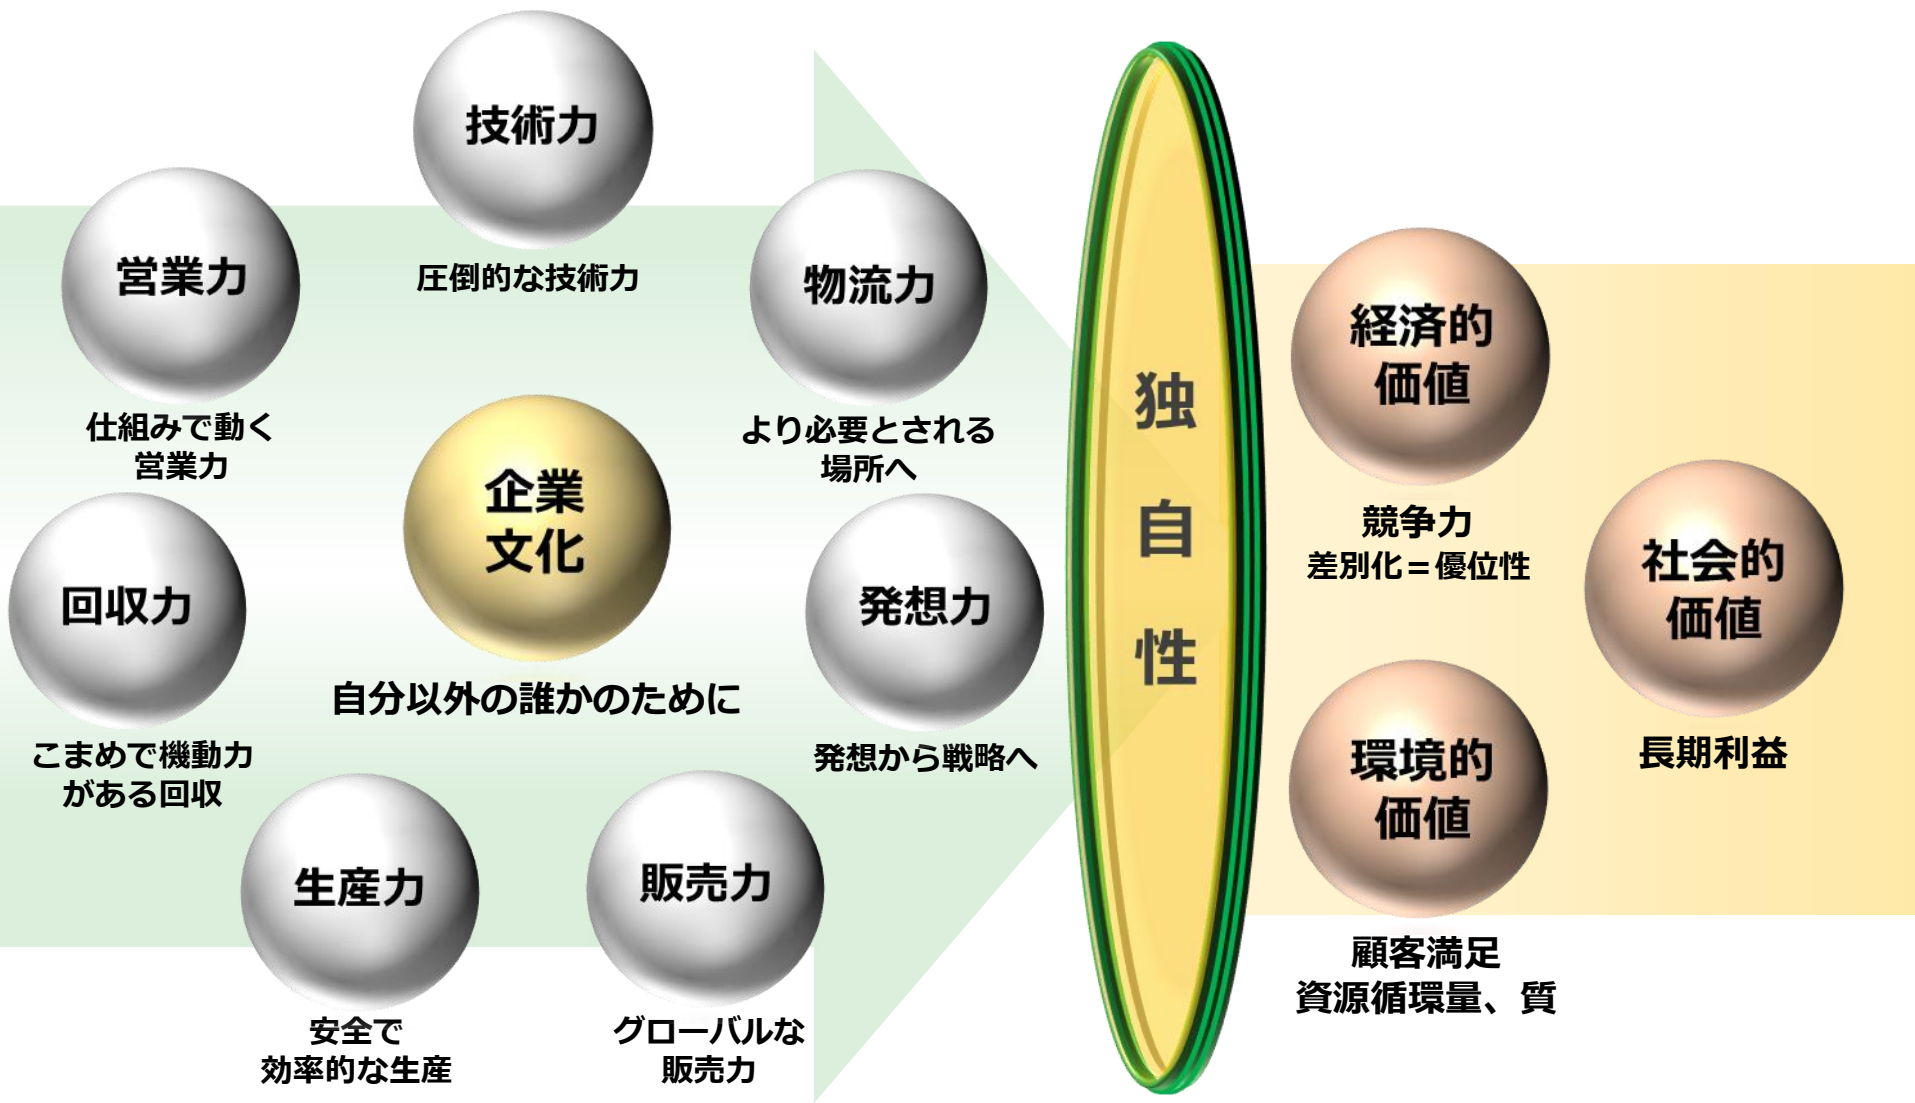 技術力
圧倒的な技術力
営業力
仕組みで動く
営業力
物流力
より必要とされる
場所へ
企業
文化
自分以外の誰かのために
回収力
こまめで機動力
がある回収
発想力
発想から戦略へ
生産力
安全で
効率的な生産
販売力
グローバルな
販売力
独
自
性
経済的
価値
競争力
差別化＝優位性
社会的
価値
長期利益
環境的
価値
顧客満足
資源循環量、質